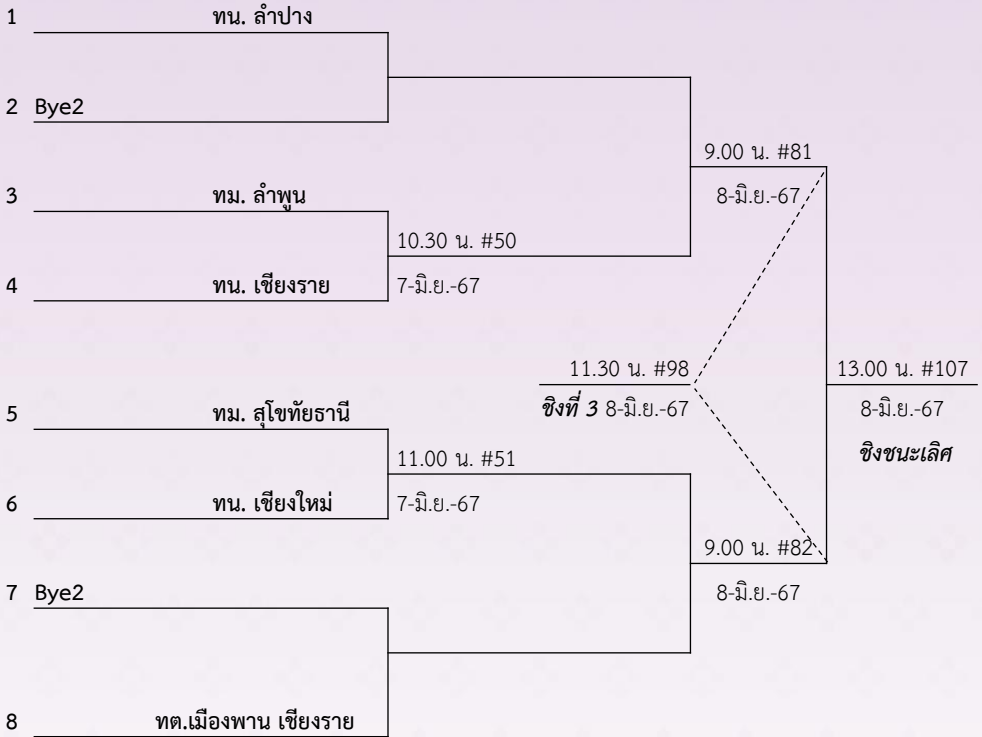 1 ทน. ลำปาง
2 Bye2
9.00 น. #81
3 ทม. ลำพูน
8-มิ.ย.-67
10.30 น. #50
4 ทน. เชียงราย
7-มิ.ย.-67
11.30 น. #98
13.00 น. #107
5 ทม. สุโขทัยธานี
ชิงที่ 3 8-มิ.ย.-67
8-มิ.ย.-67
11.00 น. #51
ชิงชนะเลิศ
6 ทน. เชียงใหม่
7-มิ.ย.-67
9.00 น. #82
7 Bye2
8-มิ.ย.-67
8 ทต.เมืองพาน เชียงราย